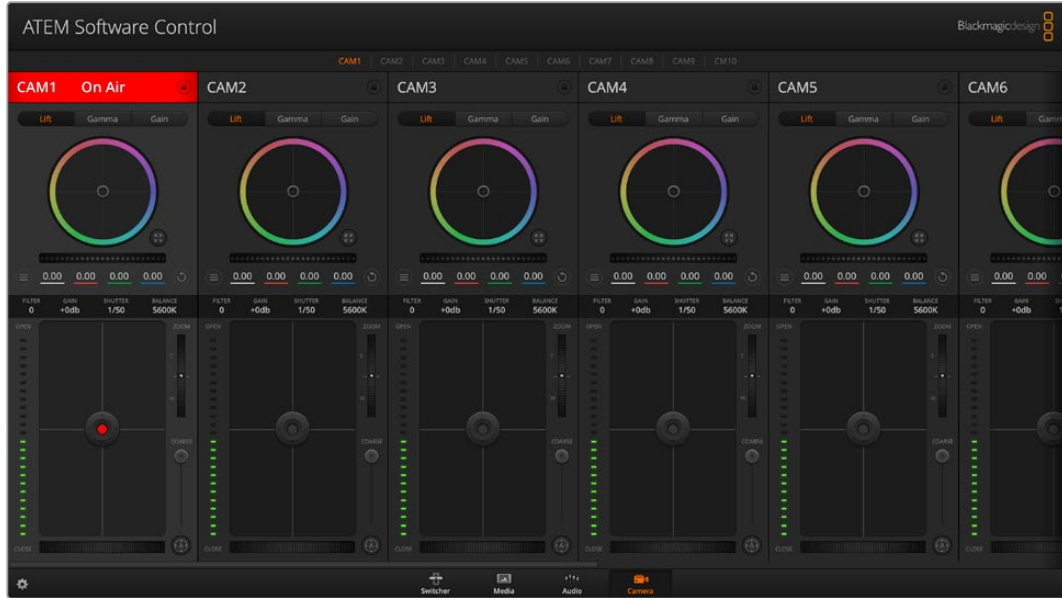 ATEM Software Control Blackmagicdesign
CAM1 CAM2 CAM3 CAM4 CAM5 CAM6 CAM7 CAM8 CAM9 CM10
CAM1 On Air CAM2 CAM3 CAM4 CAM5 CAM6
Lift Gamma Gain Lift Gamma Gain Lift Gamma Gain Lift Gamma Gain Lift Gamma Gain Lift
0.00 0.00 0.00 0.00 0.00 0.00 0.00 0.00 0.00 0.00 0.00 0.00 0.00 0.00 0.00 0.00 0.00 0.00 0.00 0.00 0.00 0.00
FILTER GAIN SHUTTER BALANCE FILTER GAIN SHUTTER BALANCE FILTER GAIN SHUTTER BALANCE FILTER GAIN SHUTTER BALANCE FILTER GAIN SHUTTER BALANCE FILTER GAIN
0 +0db 1/50 5600K 0 +0db 1/50 5600K 0 +0db 1/50 5600K 0 +0db 1/50 5600K 0 +0db 1/50 5600K 0 +0db
OPEN ZOOM OPEN ZOOM OPEN ZOOM OPEN ZOOM OPEN ZOOM OPEN
T T T T T
W W W W W
COARSE COARSE COARSE COARSE COARSE
CLOSE CLOSE CLOSE CLOSE CLOSE CLOSE
Switcher Media Audio Camera